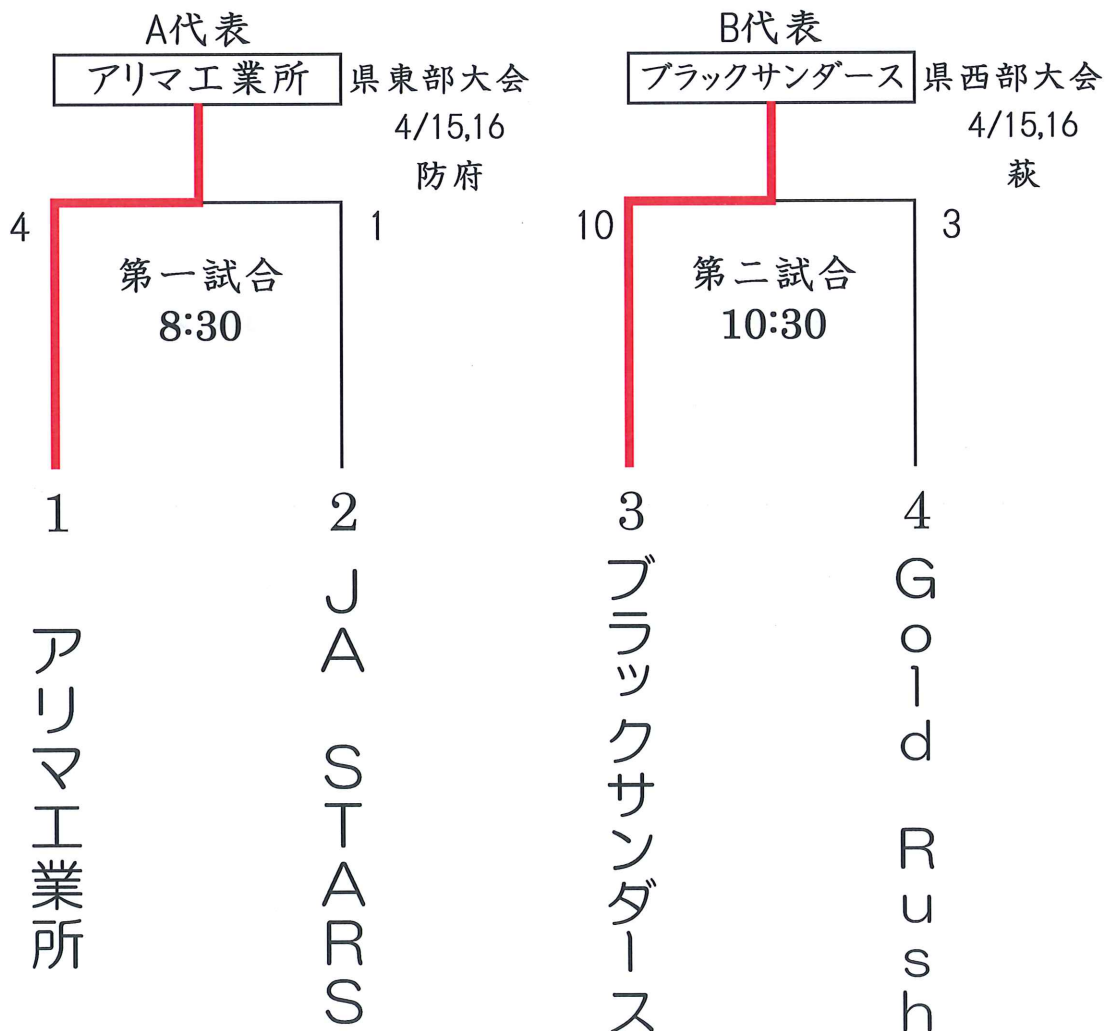 A代表
アリマ工業所
県東部大会
4/15,16
防府
4
1
第一試合
8:30
1
アリマ工業所
2
JA STARS
B代表
ブラックサンダース
県西部大会
4/15,16
萩
10
3
第二試合
10:30
3
ブラックサンダース
4
Gold Rush